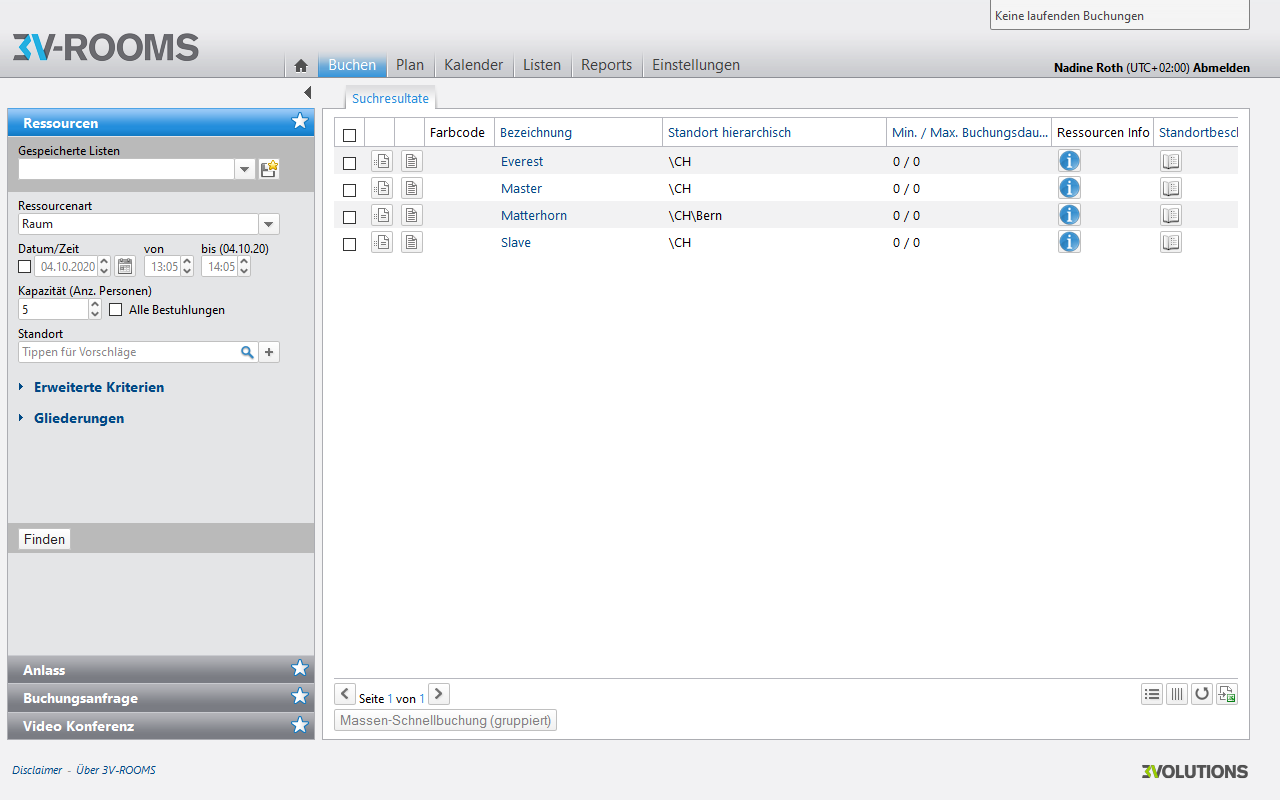 Keine laufenden Buchungen
3V-ROOMS
Buchen Plan Kalender Listen Reports Einstellungen
Nadine Roth (UTC+02:00) Abmelden
Suchresultate
Ressourcen
Gespeicherte Listen
Ressourcenart
Raum
Datum/Zeit von bis (04.10.20)
04.10.2020 13:05 14:05
Kapazität (Anz. Personen)
5 Alle Bestuhlungen
Standort
Tippen für Vorschläge
Erweiterte Kriterien
Gliederungen
Finden
Anlass
Buchungsanfrage
Video Konferenz
Farbcode Bezeichnung Standort hierarchisch Min. / Max. Buchungsdau... Ressourcen Info Standortbesch
Everest \CH 0 / 0
Master \CH 0 / 0
Matterhorn \CH\Bern 0 / 0
Slave \CH 0 / 0
Seite 1 von 1
Massen-Schnellbuchung (gruppiert)
Disclaimer - Über 3V-ROOMS
3VOLUTIONS